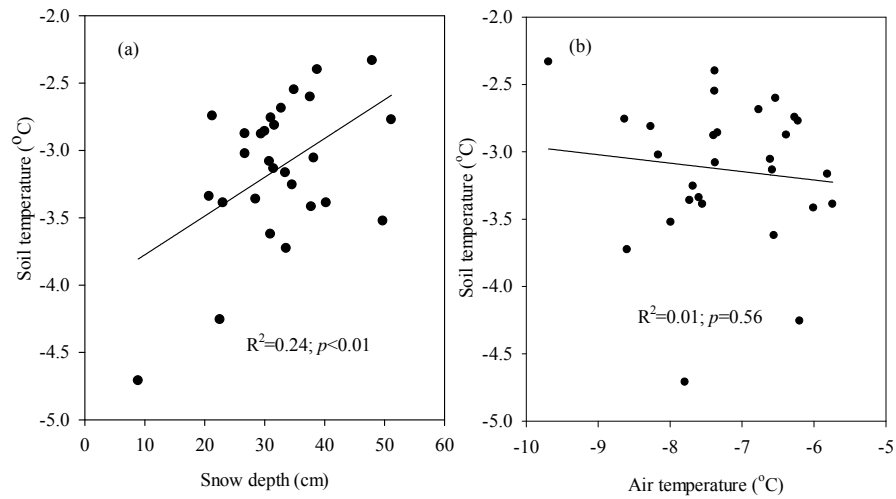 (a)
Soil temperature (°C)
-2.0
-2.5
-3.0
-3.5
-4.0
-4.5
-5.0
R²=0.24; p<0.01
0 10 20 30 40 50 60
Snow depth (cm)
(b)
Soil temperature (°C)
-2.0
-2.5
-3.0
-3.5
-4.0
-4.5
-5.0
R²=0.01; p=0.56
-10 -9 -8 -7 -6 -5
Air temperature (°C)